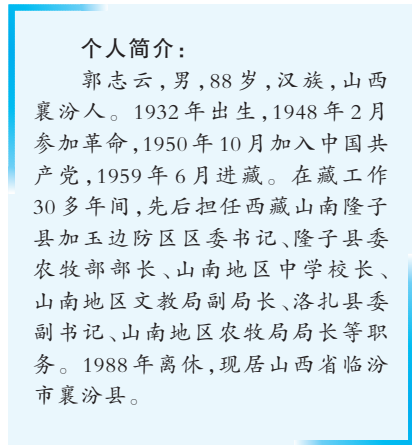 个人简介：
郭志云，男，88岁，汉族，山西
襄汾人。1932年出生，1948年2月
参加革命，1950年10月加入中国共
产党，1959年6月进藏。在藏工作
30多年间，先后担任西藏山南隆子
县加玉边防区区委书记、隆子县委
农牧部部长、山南地区中学校长、
山南地区文教局副局长、洛扎县委
副书记、山南地区农牧局局长等职
务。1988年离休，现居山西省临汾
市襄汾县。